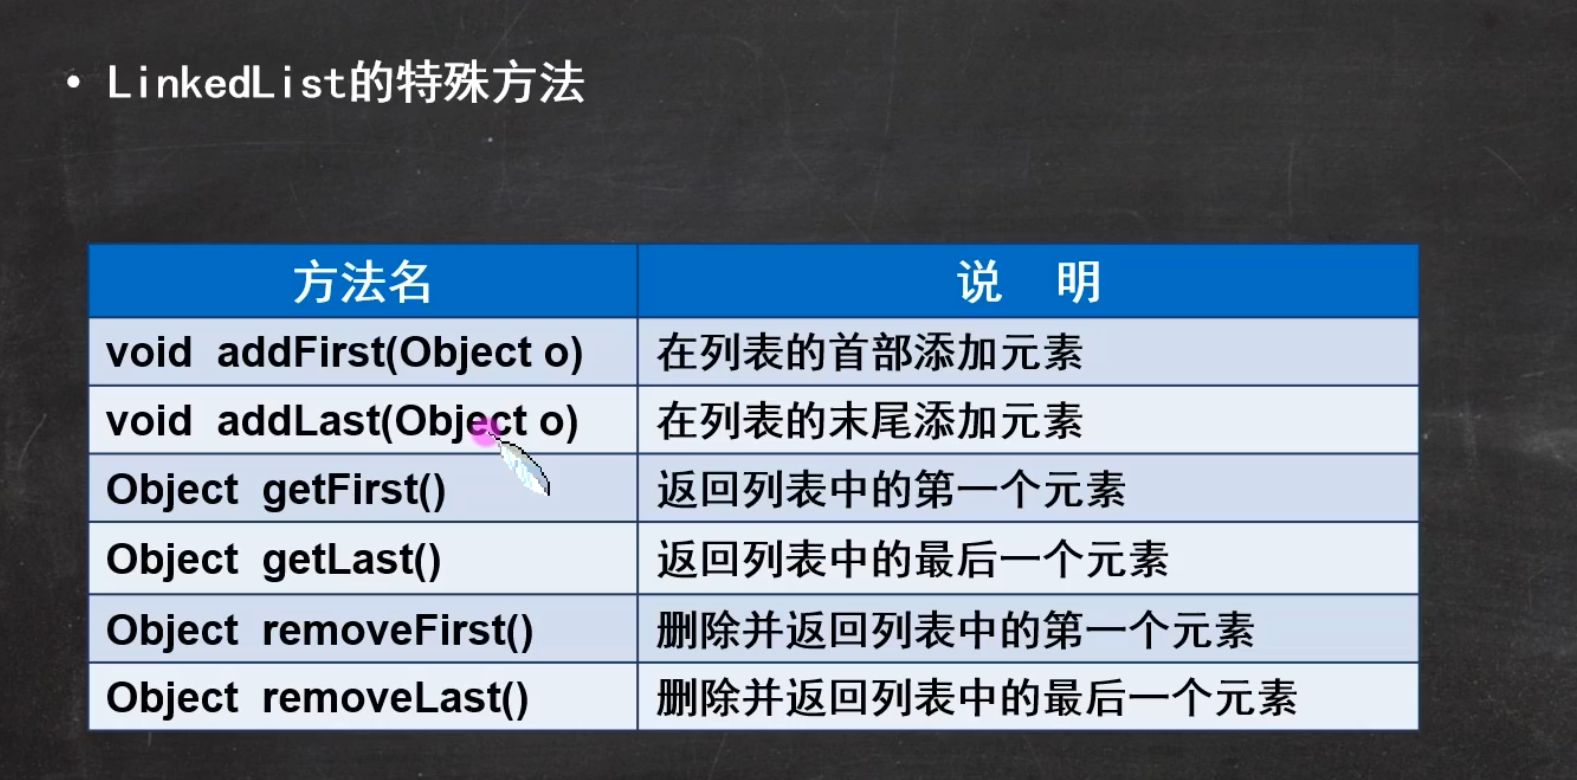 • LinkedList的特殊方法
方法名 说 明
void addFirst(Object o) 在列表的首部添加元素
void addLast(Object o) 在列表的末尾添加元素
Object getFirst() 返回列表中的第一个元素
Object getLast() 返回列表中的最后一个元素
Object removeFirst() 删除并返回列表中的第一个元素
Object removeLast() 删除并返回列表中的最后一个元素